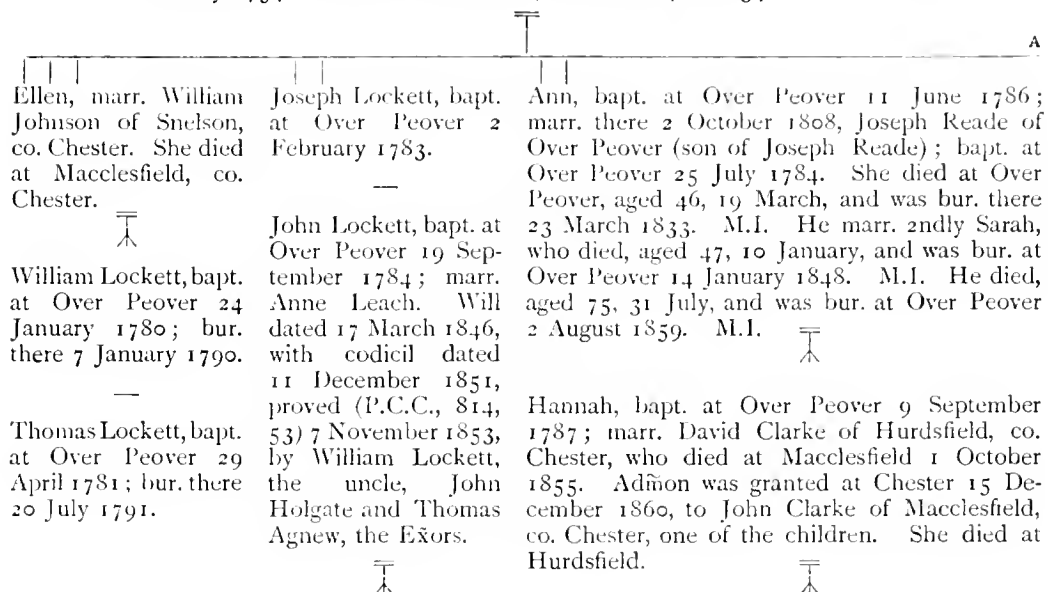 A
Ellen, marr. William
Johnson of Snelson,
co. Chester. She died
at Macclesfield, co.
Chester.
William Lockett, bapt.
at Over Peover 24
January 1780; bur.
there 7 January 1790.
—
Thomas Lockett, bapt.
at Over Peover 29
April 1781; bur. there
20 July 1791.
Joseph Lockett, bapt.
at Over Peover 2
February 1783.
—
John Lockett, bapt. at
Over Peover 19 Sep-
tember 1784; marr.
Anne Leach. Will
dated 17 March 1846,
with codicil dated
11 December 1851,
proved (P.C.C., 814,
53) 7 November 1853,
by William Lockett,
the uncle, John
Holgate and Thomas
Agnew, the Exõrs.
Ann, bapt. at Over Peover 11 June 1786;
marr. there 2 October 1808, Joseph Reade of
Over Peover (son of Joseph Reade); bapt. at
Over Peover 25 July 1784. She died at Over
Peover, aged 46, 19 March, and was bur. there
23 March 1833. M.I. He marr. 2ndly Sarah,
who died, aged 47, 10 January, and was bur. at
Over Peover 14 January 1848. M.I. He died,
aged 75, 31 July, and was bur. at Over Peover
2 August 1859. M.I.
Hannah, bapt. at Over Peover 9 September
1787; marr. David Clarke of Hurdsfield, co.
Chester, who died at Macclesfield 1 October
1855. Adm̃on was granted at Chester 15 De-
cember 1860, to John Clarke of Macclesfield,
co. Chester, one of the children. She died at
Hurdsfield.